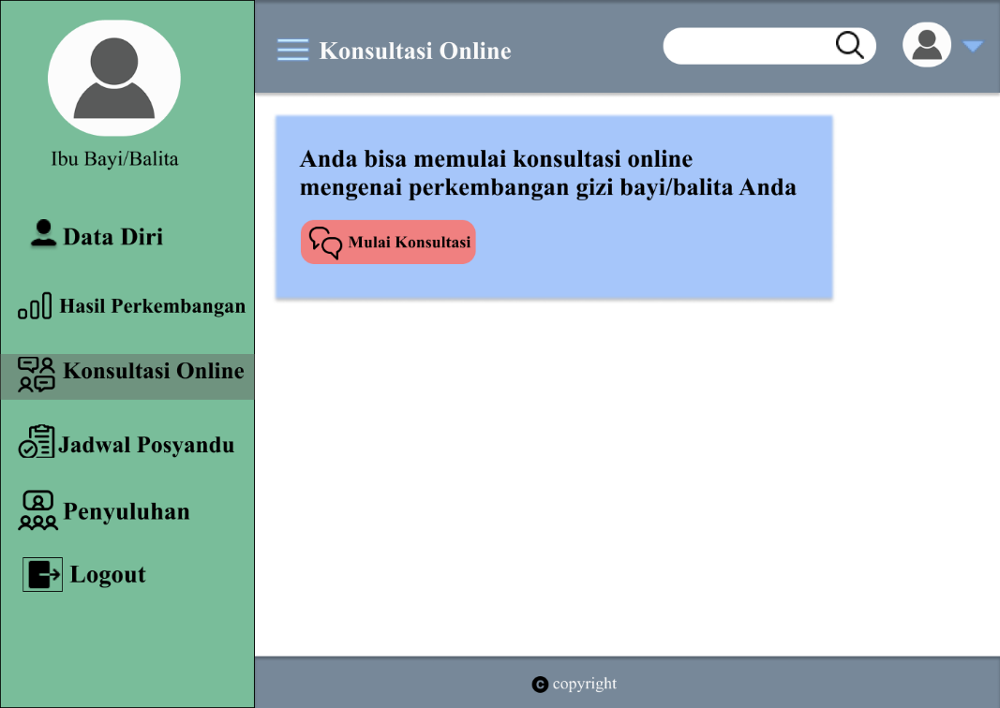 Ibu Bayi/Balita
Data Diri
Hasil Perkembangan
Konsultasi Online
Jadwal Posyandu
Penyuluhan
Logout
Konsultasi Online
Anda bisa memulai konsultasi online
mengenai perkembangan gizi bayi/balita Anda
Mulai Konsultasi
© copyright